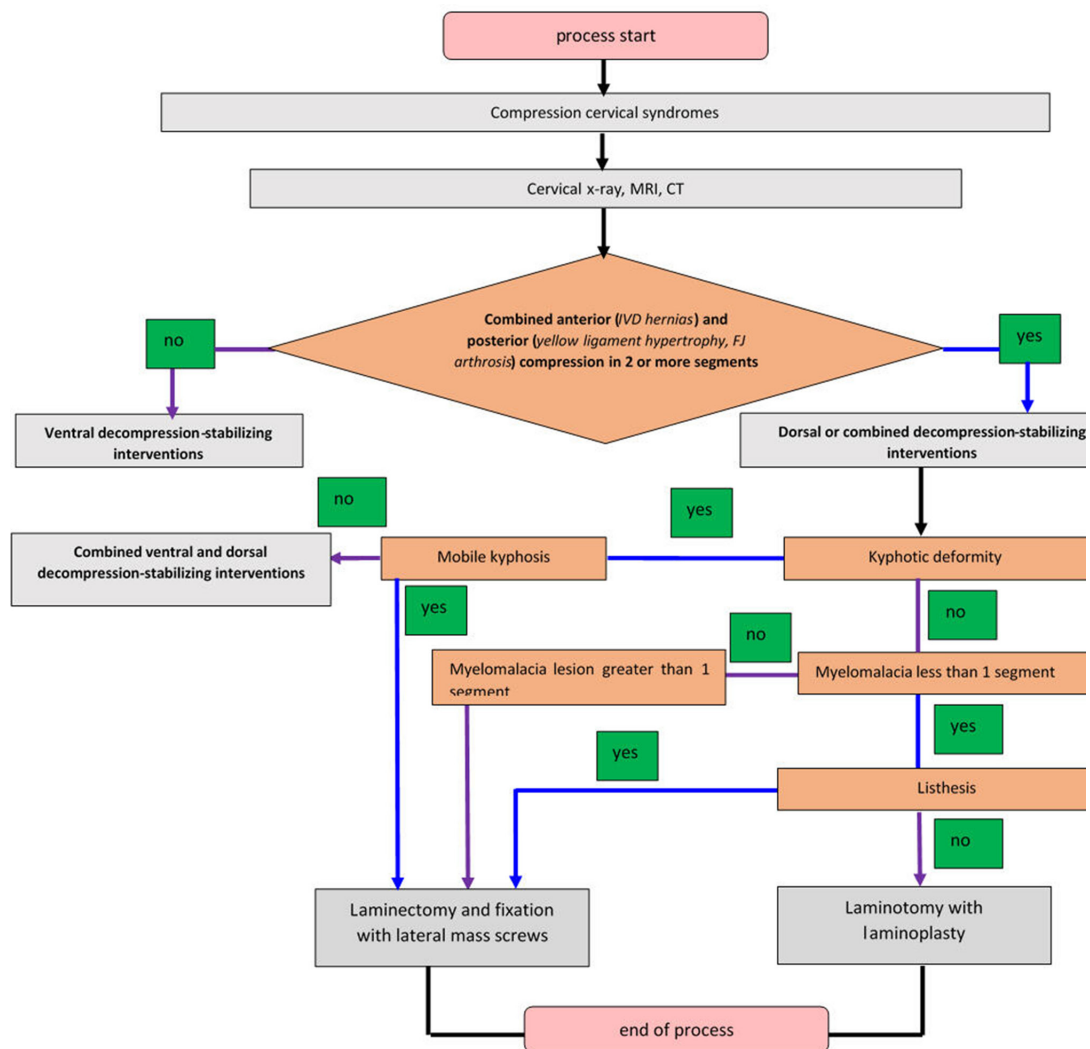 process start
Compression cervical syndromes
Cervical x-ray, MRI, CT
Combined anterior (IVD hernias) and
posterior (yellow ligament hypertrophy, FJ
arthrosis) compression in 2 or more segments
no
yes
Ventral decompression-stabilizing
interventions
Dorsal or combined decompression-stabilizing
interventions
no
yes
Combined ventral and dorsal
decompression-stabilizing interventions
Mobile kyphosis
Kyphotic deformity
yes
no
no
Myelomalacia lesion greater than 1
segment
Myelomalacia less than 1 segment
yes
yes
Listhesis
no
Laminectomy and fixation
with lateral mass screws
Laminotomy with
laminoplasty
end of process